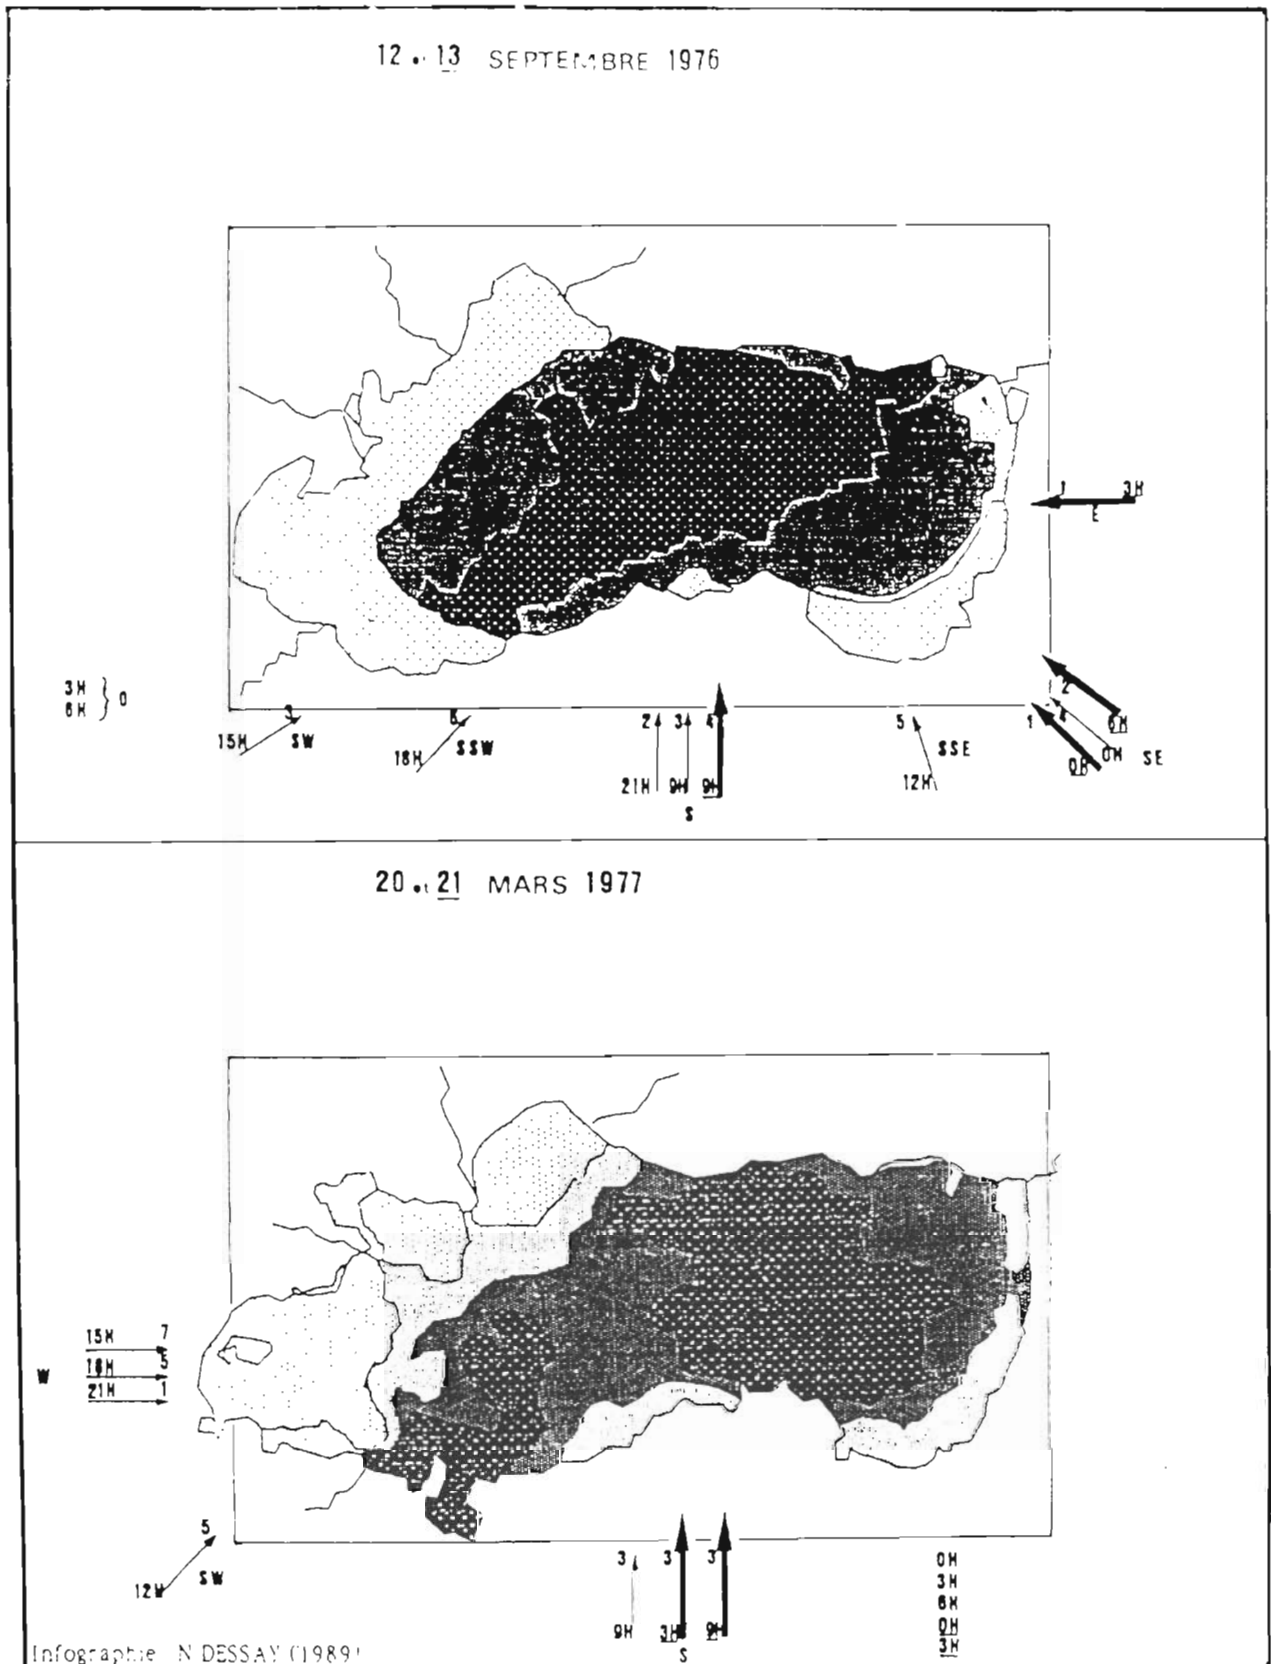 12 et 13 SEPTEMBRE 1976
1 3H
E
3H
6H } 0
3
15H SW
18H SSW
2 3 4
21H 9H 9H
S
5
12H SSE
2
6H
1
0H 0H SE
20 et 21 MARS 1977
15H 7
18H 5
21H 1
W
5
12H SW
3 3 3
9H 3H 9H
S
0H
3H
6H
0H
3H
Infographie N DESSAY (1989)